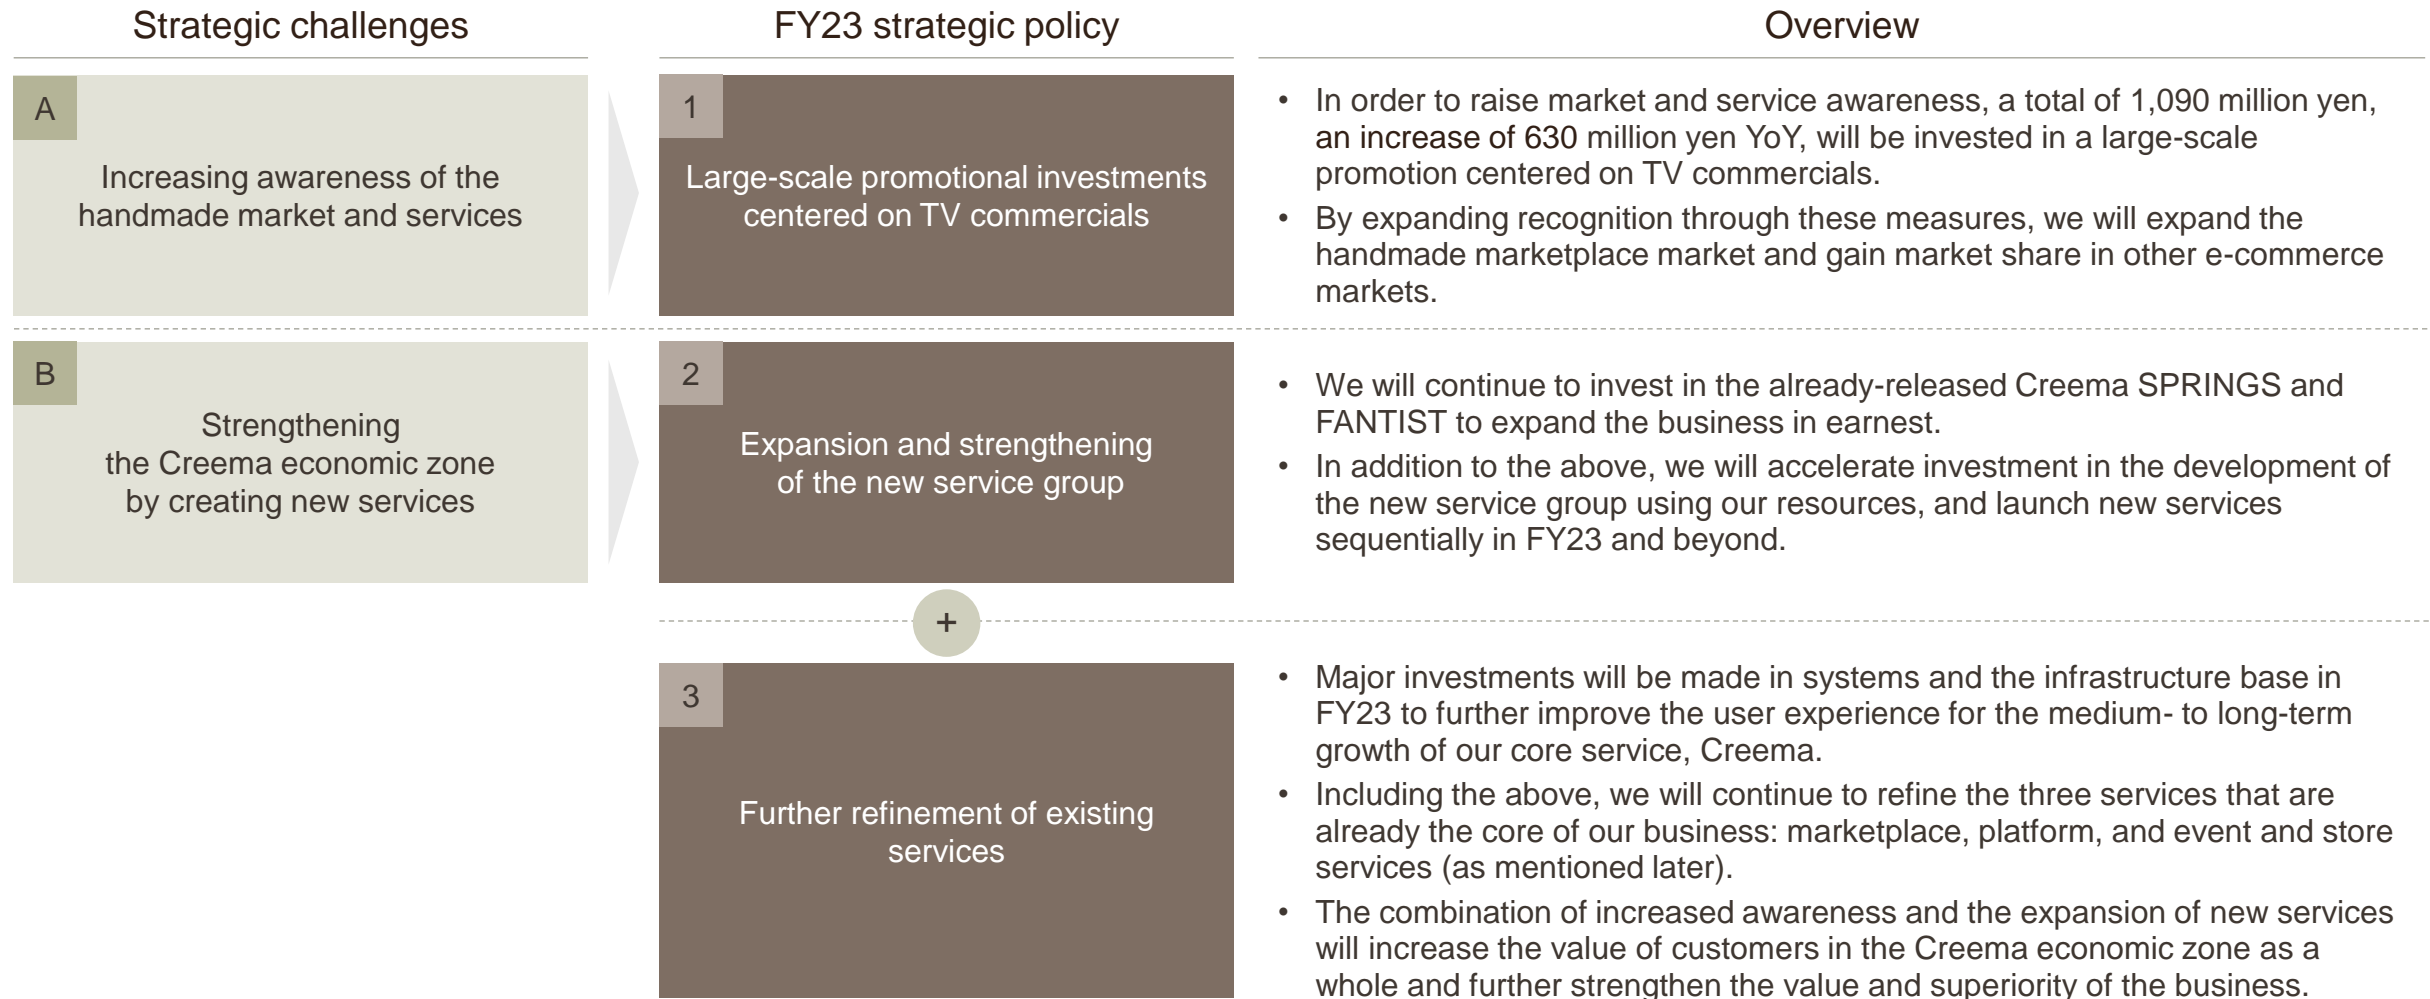 Strategic challenges
FY23 strategic policy
Overview
A
Increasing awareness of the
handmade market and services
1
Large-scale promotional investments
centered on TV commercials
• In order to raise market and service awareness, a total of 1,090 million yen,
an increase of 630 million yen YoY, will be invested in a large-scale
promotion centered on TV commercials.
• By expanding recognition through these measures, we will expand the
handmade marketplace market and gain market share in other e-commerce
markets.
B
Strengthening
the Creema economic zone
by creating new services
2
Expansion and strengthening
of the new service group
• We will continue to invest in the already-released Creema SPRINGS and
FANTIST to expand the business in earnest.
• In addition to the above, we will accelerate investment in the development of
the new service group using our resources, and launch new services
sequentially in FY23 and beyond.
+
3
Further refinement of existing
services
• Major investments will be made in systems and the infrastructure base in
FY23 to further improve the user experience for the medium- to long-term
growth of our core service, Creema.
• Including the above, we will continue to refine the three services that are
already the core of our business: marketplace, platform, and event and store
services (as mentioned later).
• The combination of increased awareness and the expansion of new services
will increase the value of customers in the Creema economic zone as a
whole and further strengthen the value and superiority of the business.